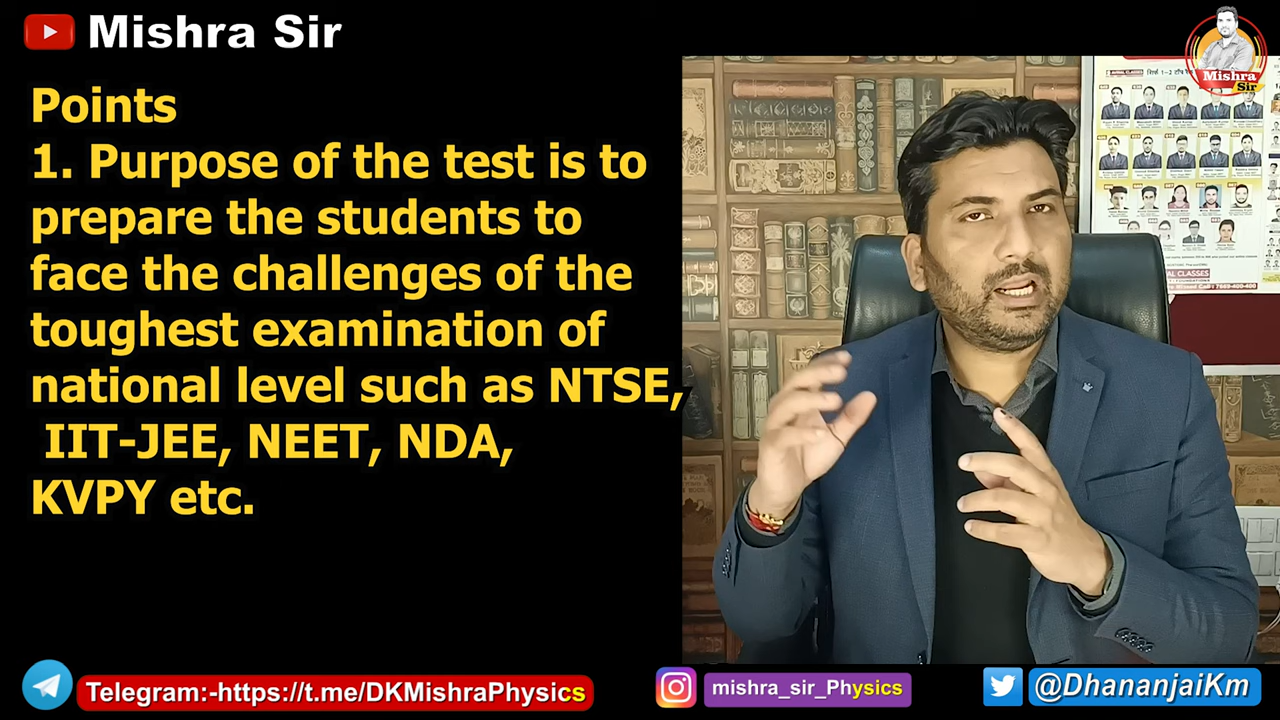 Mishra Sir
Points
1. Purpose of the test is to
prepare the students to
face the challenges of the
toughest examination of
national level such as NTSE,
IIT-JEE, NEET, NDA,
KVPY etc.
Mishra
Sir
Telegram:-https://t.me/DKMishraPhysics
mishra_sir_Physics
@DhananjaiKm